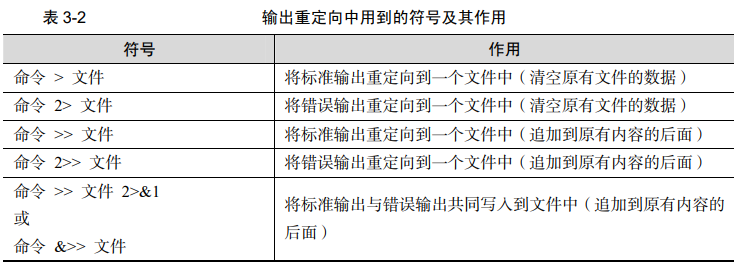 表 3-2 输出重定向中用到的符号及其作用
符号 作用
命令 > 文件 将标准输出重定向到一个文件中（清空原有文件的数据）
命令 2> 文件 将错误输出重定向到一个文件中（清空原有文件的数据）
命令 >> 文件 将标准输出重定向到一个文件中（追加到原有内容的后面）
命令 2>> 文件 将错误输出重定向到一个文件中（追加到原有内容的后面）
命令 >> 文件 2>&1
或
命令 &>> 文件
将标准输出与错误输出共同写入到文件中（追加到原有内容的
后面）